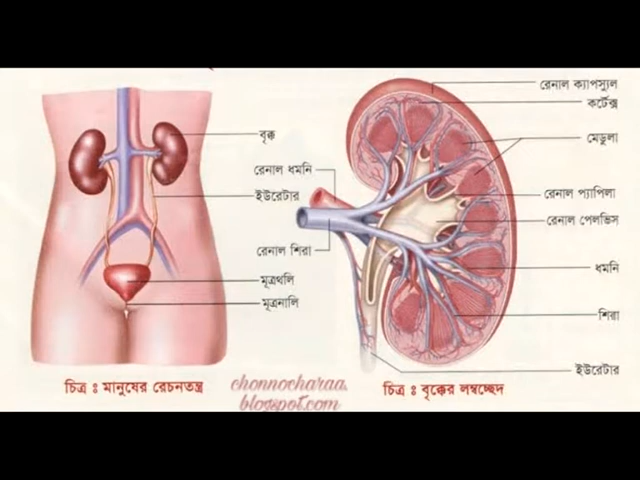 বৃক্ক
ইউরেটার
মূত্রথলি
মূত্রনালি
চিত্র ঃ মানুষের রেচনতন্ত্র
রেনাল ধমনি
রেনাল শিরা
রেনাল ক্যাপস্যুল
কর্টেক্স
মেডুলা
রেনাল প্যাপিলা
রেনাল পেলভিস
ধমনি
শিরা
ইউরেটার
চিত্র ঃ বৃক্কের লম্বচ্ছেদ
chonnocharaa.
blogspot.com